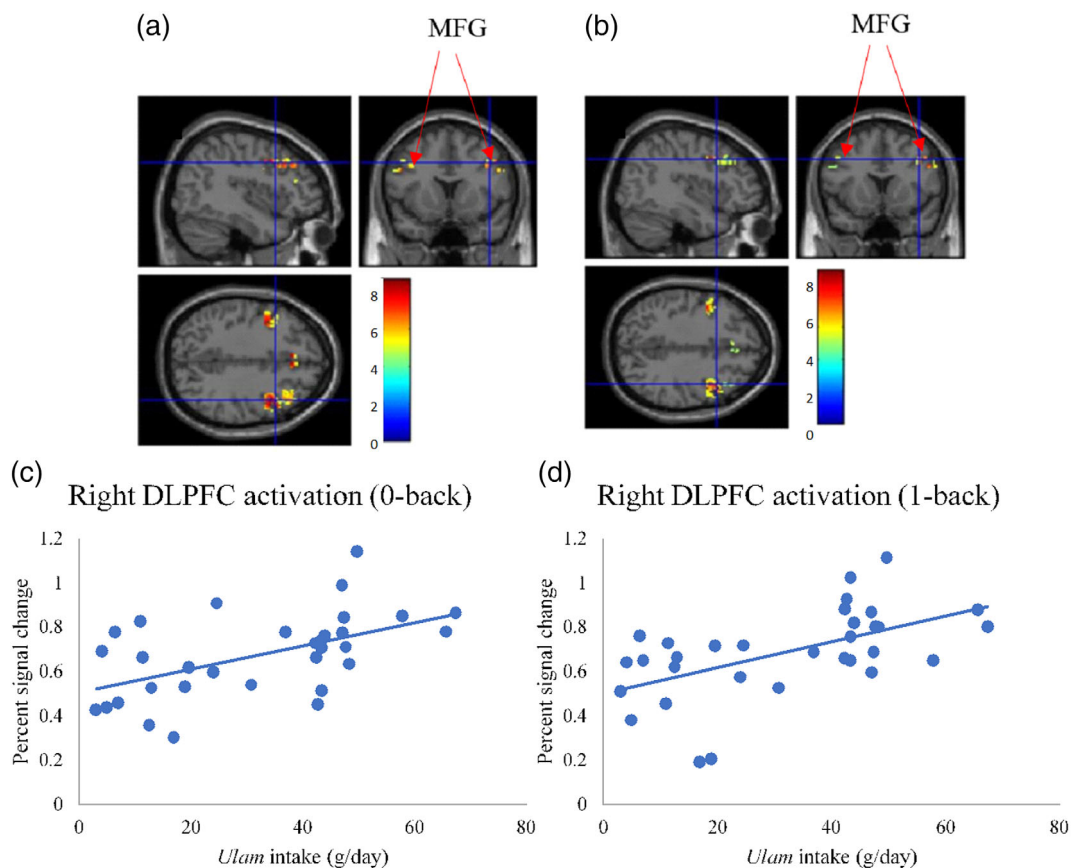 (a)
MFG
8
6
4
2
0
(b)
MFG
8
6
4
2
0
(c)
Right DLPFC activation (0-back)
Percent signal change
1.2
1
0.8
0.6
0.4
0.2
0
0 20 40 60 80
Ulam intake (g/day)
(d)
Right DLPFC activation (1-back)
Percent signal change
1.2
1
0.8
0.6
0.4
0.2
0
0 20 40 60 80
Ulam intake (g/day)